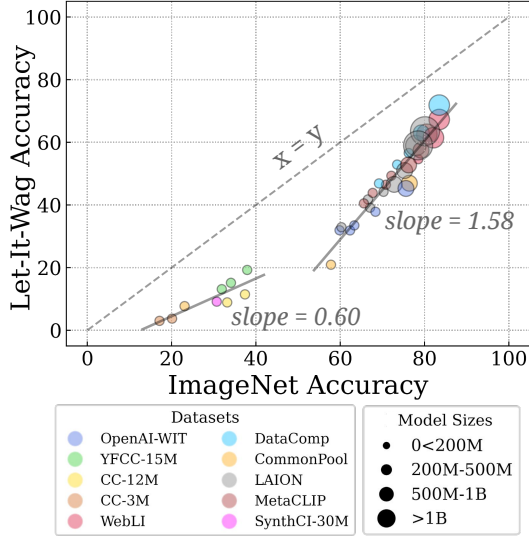 100
80
60
40
20
0
Let-It-Wag Accuracy
x = y
slope = 1.58
slope = 0.60
0 20 40 60 80 100
ImageNet Accuracy
Datasets
OpenAI-WIT
YFCC-15M
CC-12M
CC-3M
WebLI
DataComp
CommonPool
LAION
MetaCLIP
SynthCI-30M
Model Sizes
0<200M
200M-500M
500M-1B
>1B